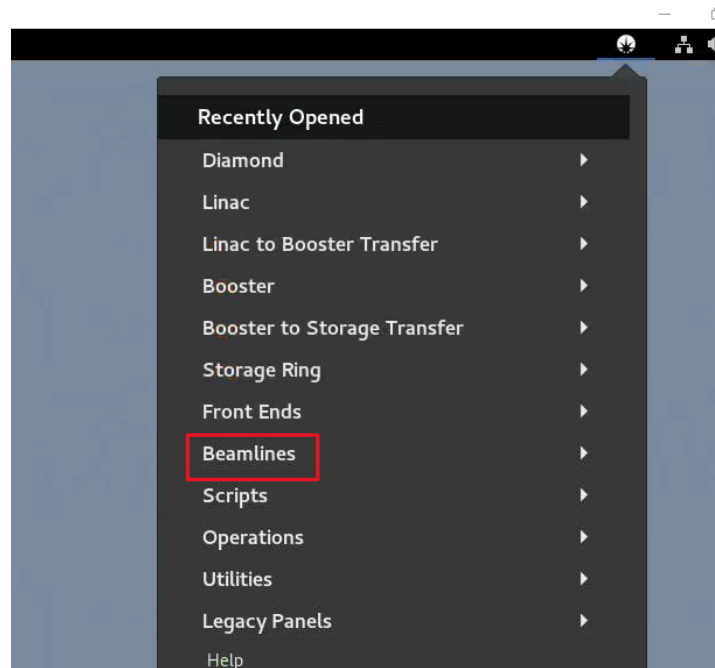 Recently Opened
Diamond
Linac
Linac to Booster Transfer
Booster
Booster to Storage Transfer
Storage Ring
Front Ends
Beamlines
Scripts
Operations
Utilities
Legacy Panels
Help